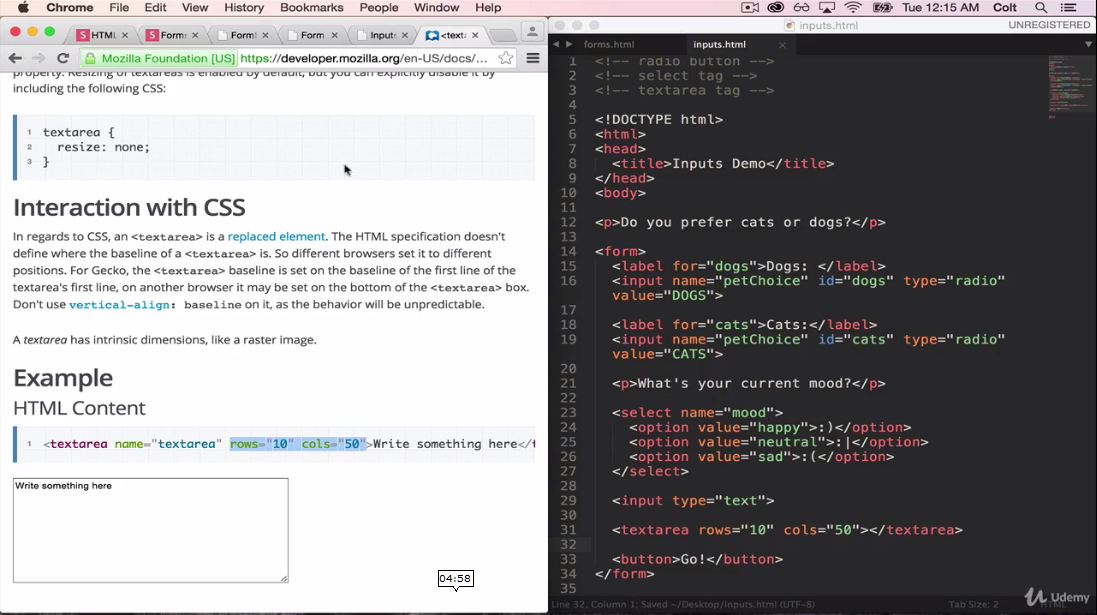 Chrome File Edit View History Bookmarks People Window Help Tue 12:15 AM Colt
inputs.html UNREGISTERED
HTML Form Form Form Inputs <texta
Mozilla Foundation [US] https://developer.mozilla.org/en-US/docs/...
property. Resizing of textareas is enabled by default, but you can explicitly disable it by
including the following CSS:
1 textarea {
2 resize: none;
3 }
Interaction with CSS
In regards to CSS, an <textarea> is a replaced element. The HTML specification doesn't
define where the baseline of a <textarea> is. So different browsers set it to different
positions. For Gecko, the <textarea> baseline is set on the baseline of the first line of the
textarea's first line, on another browser it may be set on the bottom of the <textarea> box.
Don't use vertical-align: baseline on it, as the behavior will be unpredictable.
A textarea has intrinsic dimensions, like a raster image.
Example
HTML Content
1 <textarea name="textarea" rows="10" cols="50">Write something here</t
Write something here
04:58
forms.html inputs.html
1 <!-- radio button -->
2 <!-- select tag -->
3 <!-- textarea tag -->
4
5 <!DOCTYPE html>
6 <html>
7 <head>
8 <title>Inputs Demo</title>
9 </head>
10 <body>
11
12 <p>Do you prefer cats or dogs?</p>
13
14 <form>
15 <label for="dogs">Dogs: </label>
16 <input name="petChoice" id="dogs" type="radio"
value="DOGS">
17
18 <label for="cats">Cats:</label>
19 <input name="petChoice" id="cats" type="radio"
value="CATS">
20
21 <p>What's your current mood?</p>
22
23 <select name="mood">
24 <option value="happy">:)</option>
25 <option value="neutral">:|</option>
26 <option value="sad">:(</option>
27 </select>
28
29 <input type="text">
30
31 <textarea rows="10" cols="50"></textarea>
32
33 <button>Go!</button>
34 </form>
35
Line 32, Column 1; Saved ~/Desktop/inputs.html (UTF-8) Tab Size: 2
Udemy